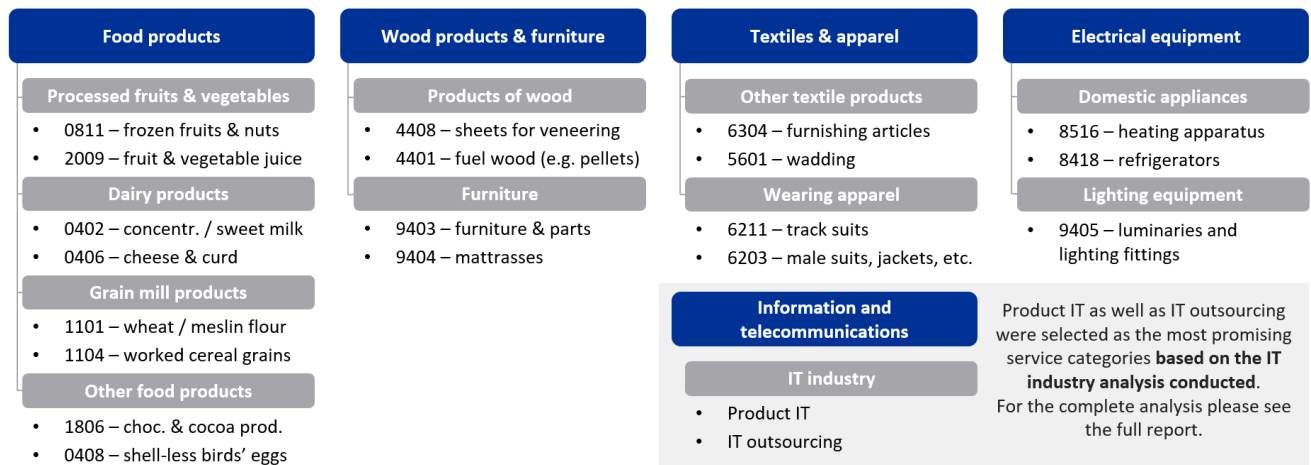 Food products
Processed fruits & vegetables
• 0811 – frozen fruits & nuts
• 2009 – fruit & vegetable juice
Dairy products
• 0402 – concentr. / sweet milk
• 0406 – cheese & curd
Grain mill products
• 1101 – wheat / meslin flour
• 1104 – worked cereal grains
Other food products
• 1806 – choc. & cocoa prod.
• 0408 – shell-less birds’ eggs
Wood products & furniture
Products of wood
• 4408 – sheets for veneering
• 4401 – fuel wood (e.g. pellets)
Furniture
• 9403 – furniture & parts
• 9404 – mattrasses
Textiles & apparel
Other textile products
• 6304 – furnishing articles
• 5601 – wadding
Wearing apparel
• 6211 – track suits
• 6203 – male suits, jackets, etc.
Electrical equipment
Domestic appliances
• 8516 – heating apparatus
• 8418 – refrigerators
Lighting equipment
• 9405 – luminaries and
lighting fittings
Information and
telecommunications
IT industry
• Product IT
• IT outsourcing
Product IT as well as IT outsourcing
were selected as the most promising
service categories based on the IT
industry analysis conducted.
For the complete analysis please see
the full report.